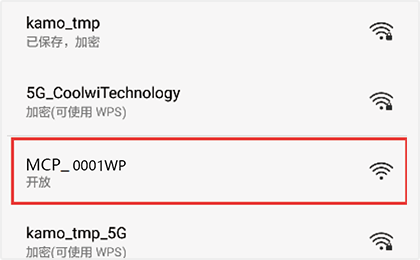 kamo_tmp
已保存，加密
5G_CoolwiTechnology
加密(可使用 WPS)
MCP_ 0001WP
开放
kamo_tmp_5G
加密(可使用 WPS)